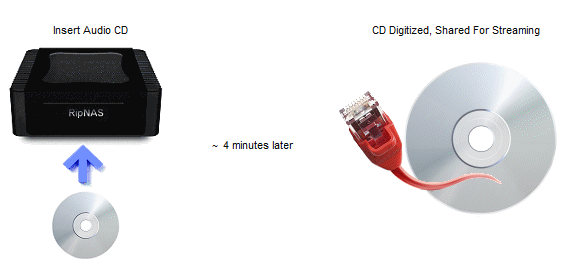 Insert Audio CD
CD Digitized, Shared For Streaming
RipNAS
~ 4 minutes later